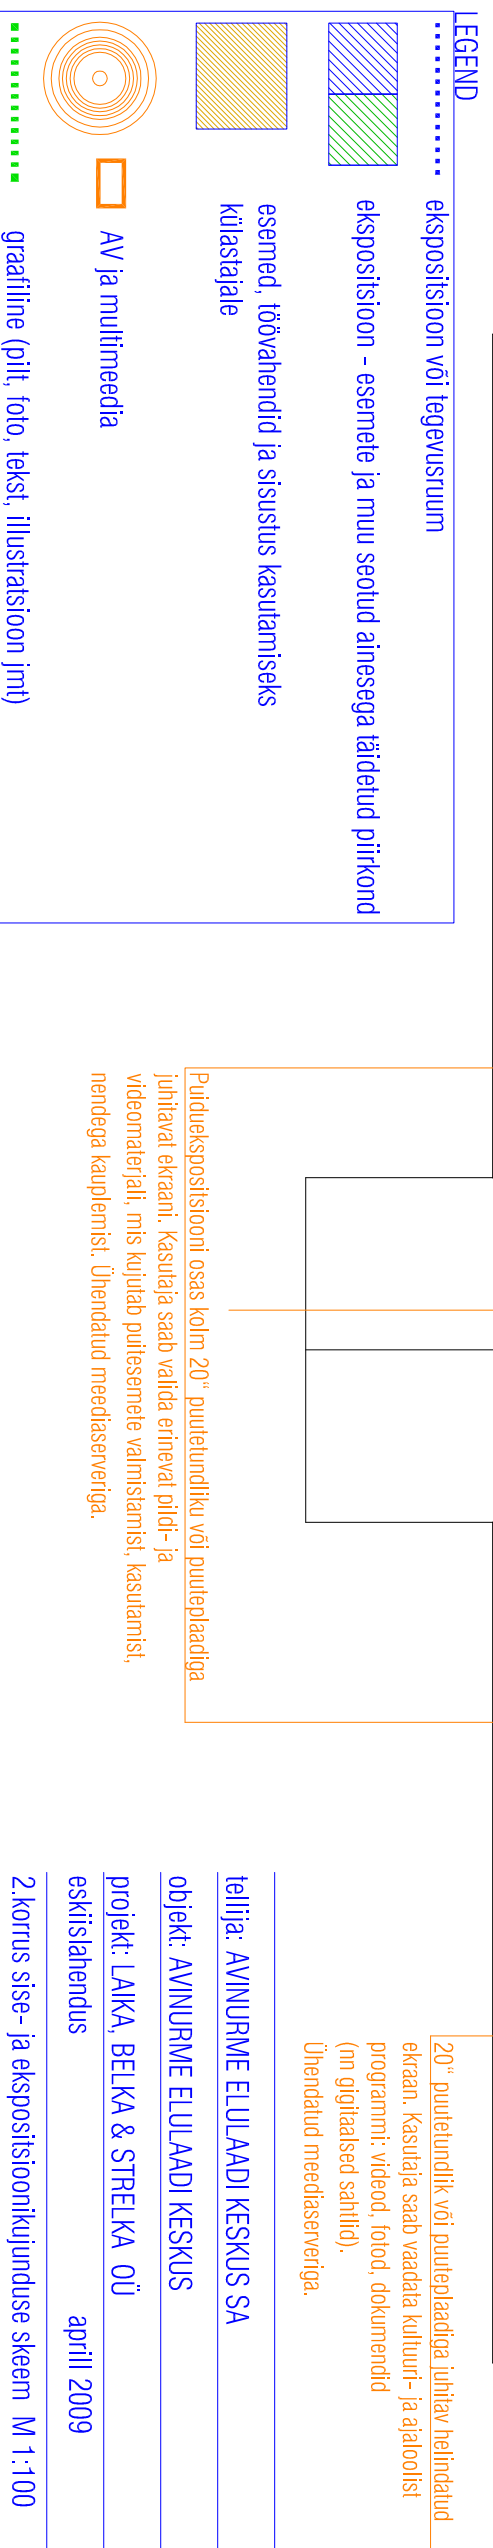 LEGEND
ekspositsioon või tegevusruum
ekspositsioon - esemete ja muu seotud ainesega täidetud piirkond
esemed, töövahendid ja sisustus kasutamiseks
külastajale
AV ja multimeedia
graafiline (pilt, foto, tekst, illustratsioon jmt)
Puiduekspositsiooni osas kolm 20“ puutetundliku või puuteplaadiga
juhitavat ekraani. Kasutaja saab valida erinevat pildi- ja
videomaterjali, mis kujutab puitesemete valmistamist, kasutamist,
nendega kauplemist. Ühendatud meediaserveriga.
20“ puutetundlik või puuteplaadiga juhitav helindatud
ekraan. Kasutaja saab vaadata kultuuri- ja ajaloolist
programmi: videod, fotod, dokumendid
(nn gigitaalsed sahtlid).
Ühendatud meediaserveriga.
tellija: AVINURME ELULAADI KESKUS SA
objekt: AVINURME ELULAADI KESKUS
projekt: LAIKA, BELKA & STRELKA OÜ
eskiislahendus aprill 2009
2.korrus sise- ja ekspositsioonikujunduse skeem M 1:100